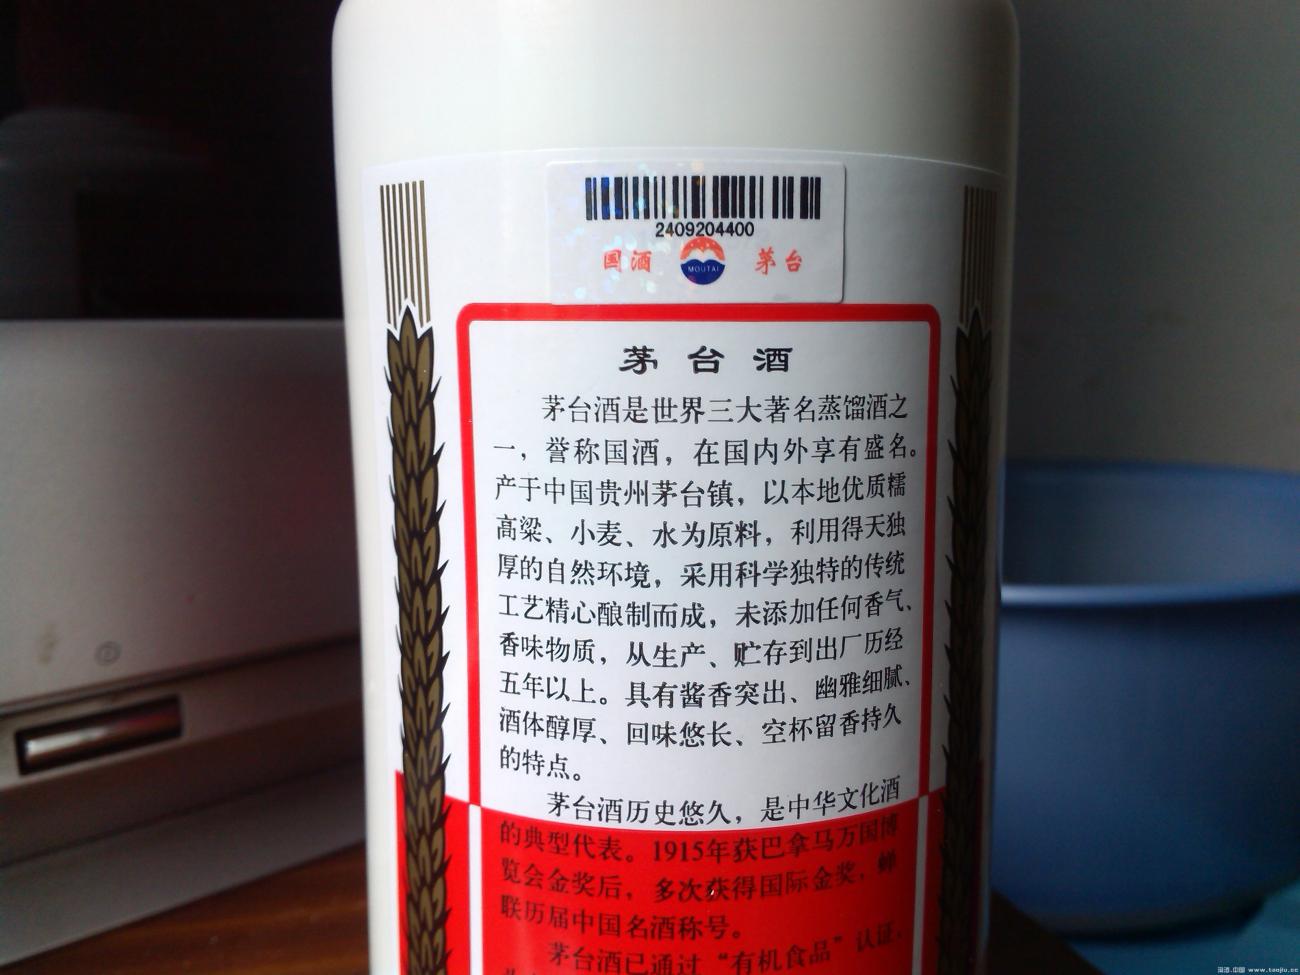 2409204400
国酒 茅台
MOUTAI
茅台酒
茅台酒是世界三大著名蒸馏酒之
一，誉称国酒，在国内外享有盛名。
产于中国贵州茅台镇，以本地优质糯
高粱、小麦、水为原料，利用得天独
厚的自然环境，采用科学独特的传统
工艺精心酿制而成，未添加任何香气、
香味物质，从生产、贮存到出厂历经
五年以上。具有酱香突出、幽雅细腻、
酒体醇厚、回味悠长、空杯留香持久
的特点。
茅台酒历史悠久，是中华文化酒
的典型代表。1915年获巴拿马万国博
览会金奖后，多次获得国际金奖，蝉
联历届中国名酒称号。
茅台酒已通过“有机食品”认证，
淘酒.中国 www.taojiu.cc